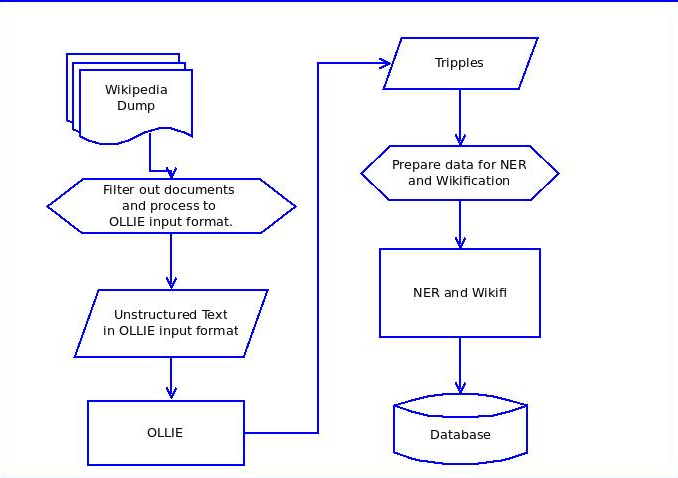 Wikipedia
Dump
Filter out documents
and process to
OLLIE input format.
Unstructured Text
in OLLIE input format
OLLIE
Tripples
Prepare data for NER
and Wikification
NER and Wikifi
Database